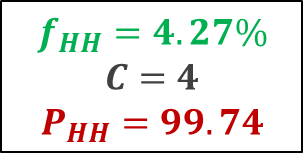 f_HH = 4.27%
C = 4
P_HH = 99.74